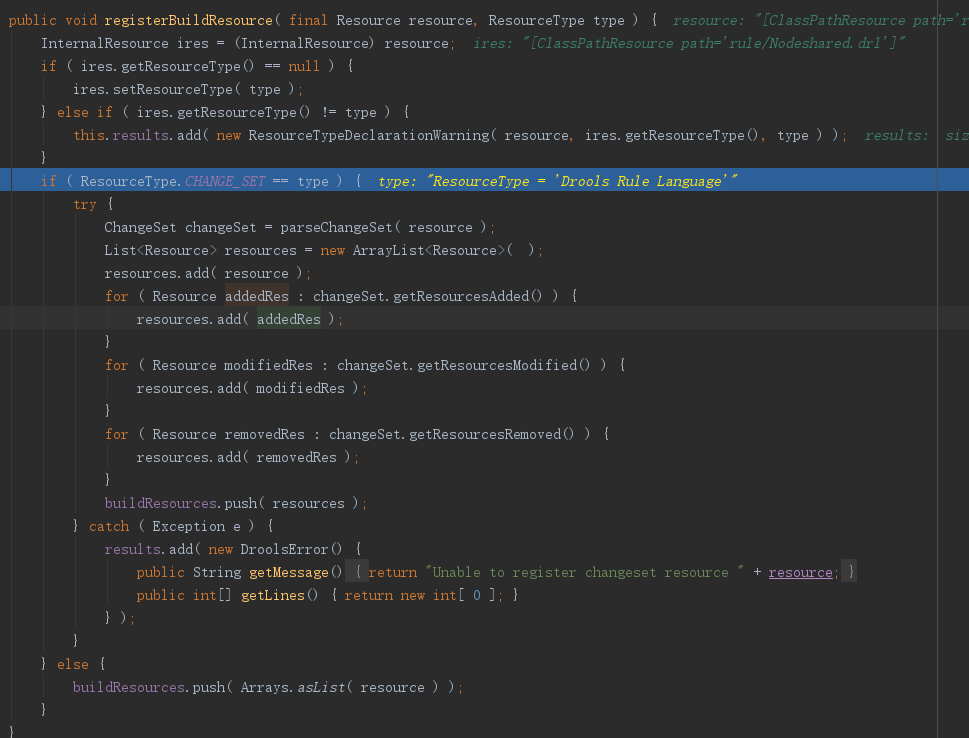 public void registerBuildResource( final Resource resource, ResourceType type ) {  resource: "[ClassPathResource path='r
    InternalResource ires = (InternalResource) resource;  ires: "[ClassPathResource path='rule/Nodeshared.drl']"
    if ( ires.getResourceType() == null ) {
        ires.setResourceType( type );
    } else if ( ires.getResourceType() != type ) {
        this.results.add( new ResourceTypeDeclarationWarning( resource, ires.getResourceType(), type ) );  results:  siz
    }
    if ( ResourceType.CHANGE_SET == type ) {  type: "ResourceType = 'Drools Rule Language'"
        try {
            ChangeSet changeSet = parseChangeSet( resource );
            List<Resource> resources = new ArrayList<Resource>(  );
            resources.add( resource );
            for ( Resource addedRes : changeSet.getResourcesAdded() ) {
                resources.add( addedRes );
            }
            for ( Resource modifiedRes : changeSet.getResourcesModified() ) {
                resources.add( modifiedRes );
            }
            for ( Resource removedRes : changeSet.getResourcesRemoved() ) {
                resources.add( removedRes );
            }
            buildResources.push( resources );
        } catch ( Exception e ) {
            results.add( new DroolsError() {
                public String getMessage() { return "Unable to register changeset resource " + resource; }
                public int[] getLines() { return new int[ 0 ]; }
            } );
        }
    } else {
        buildResources.push( Arrays.asList( resource ) );
    }
}